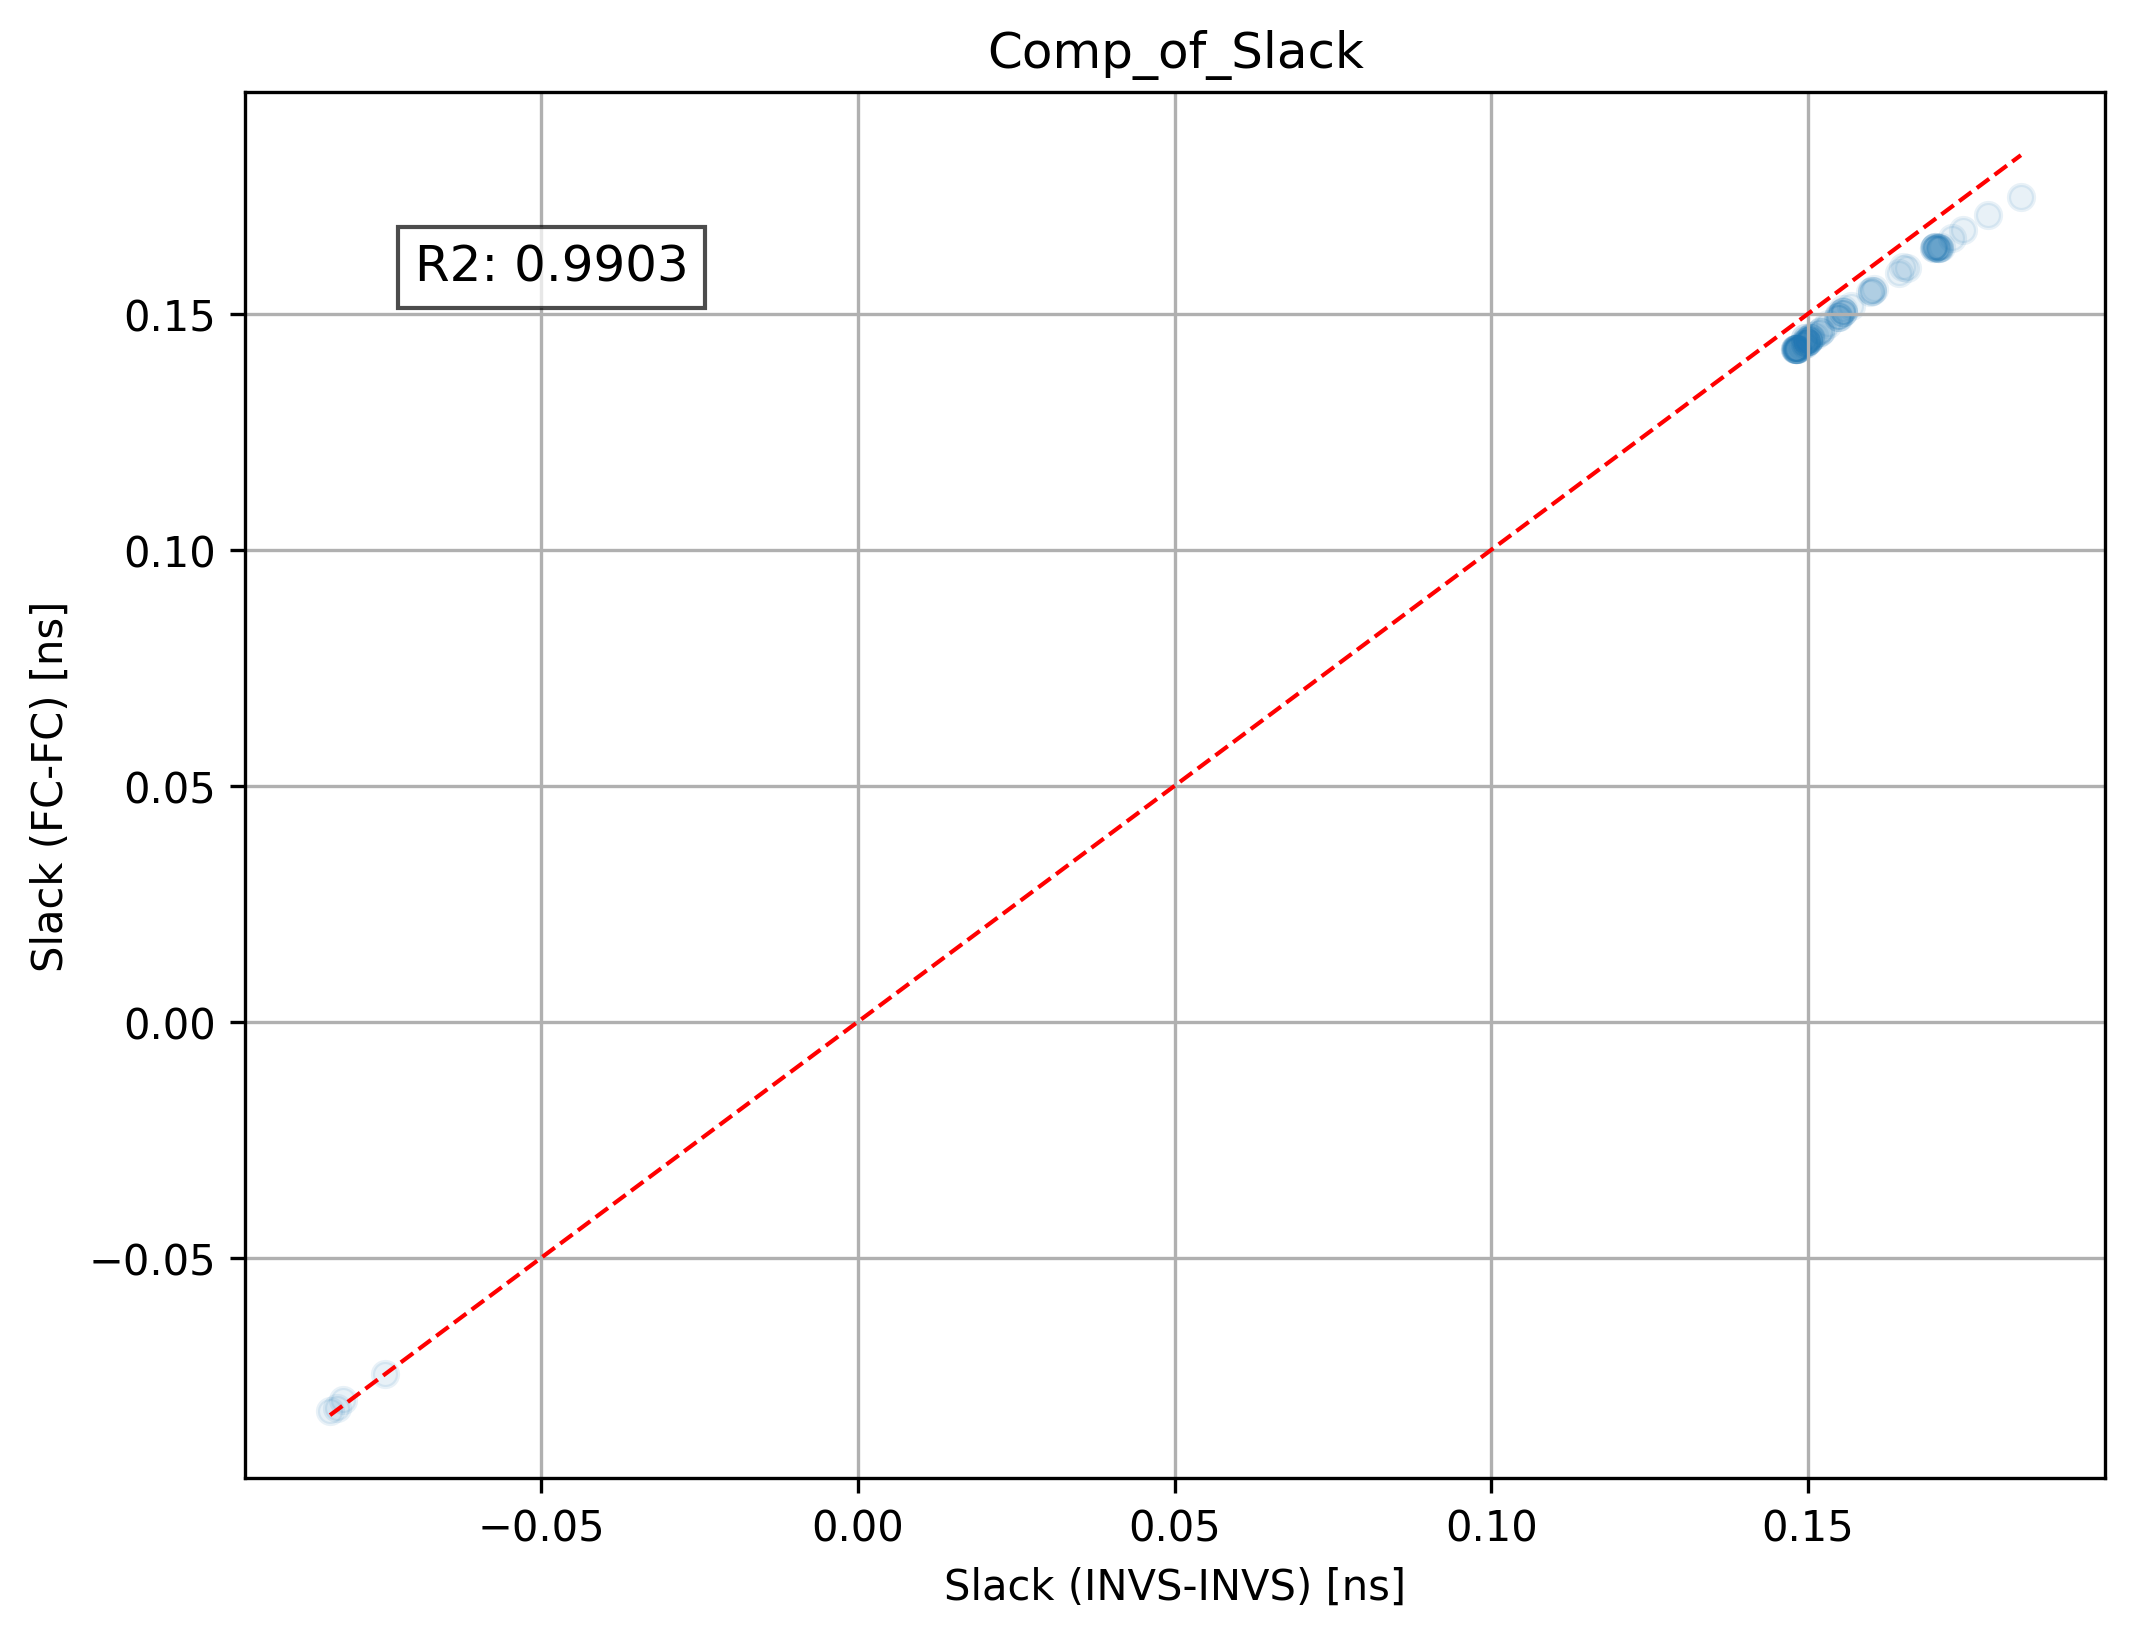 Comp_of_Slack
R2: 0.9903
Slack (FC-FC) [ns]
0.15
0.10
0.05
0.00
−0.05
−0.05 0.00 0.05 0.10 0.15
Slack (INVS-INVS) [ns]